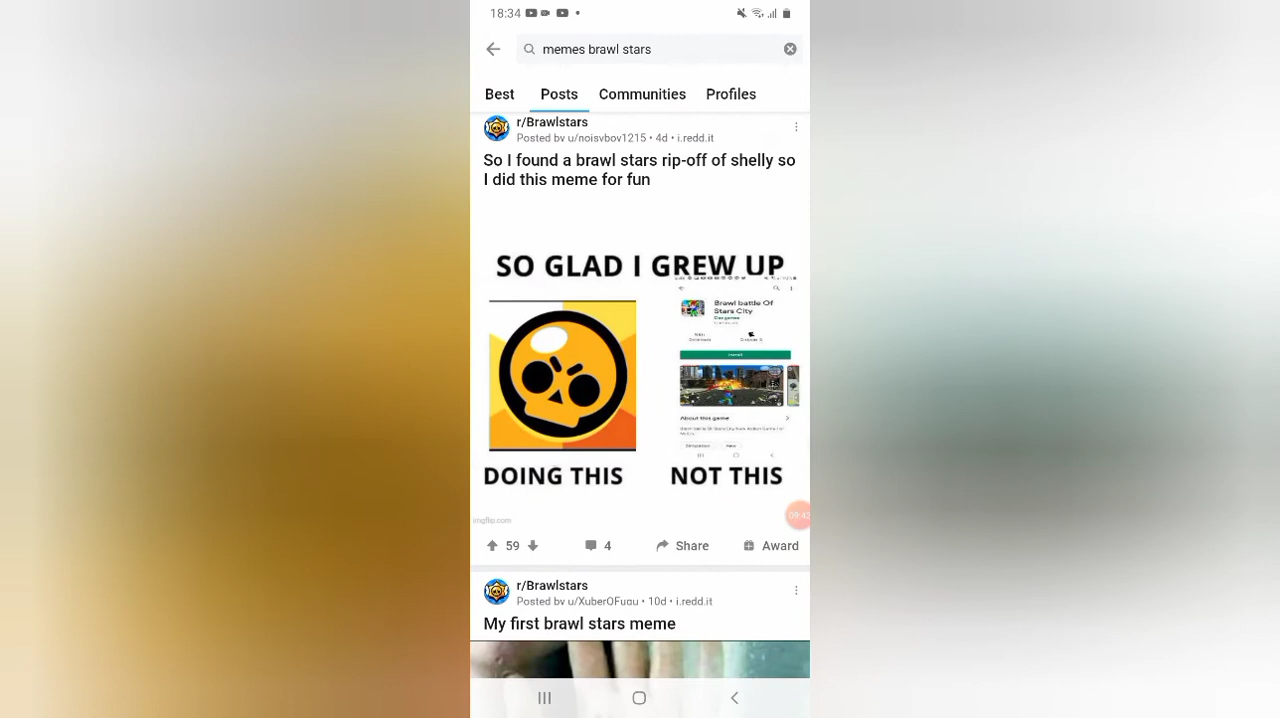 18:34
memes brawl stars
Best Posts Communities Profiles
r/Brawlstars
Posted by u/noisyboy1215 • 4d • i.redd.it
So I found a brawl stars rip-off of shelly so
I did this meme for fun
SO GLAD I GREW UP
Brawl battle Of
Stars City
Install
About this game
DOING THIS NOT THIS
imgflip.com
09:42
59 4 Share Award
r/Brawlstars
Posted by u/XuberOFuqu • 10d • i.redd.it
My first brawl stars meme